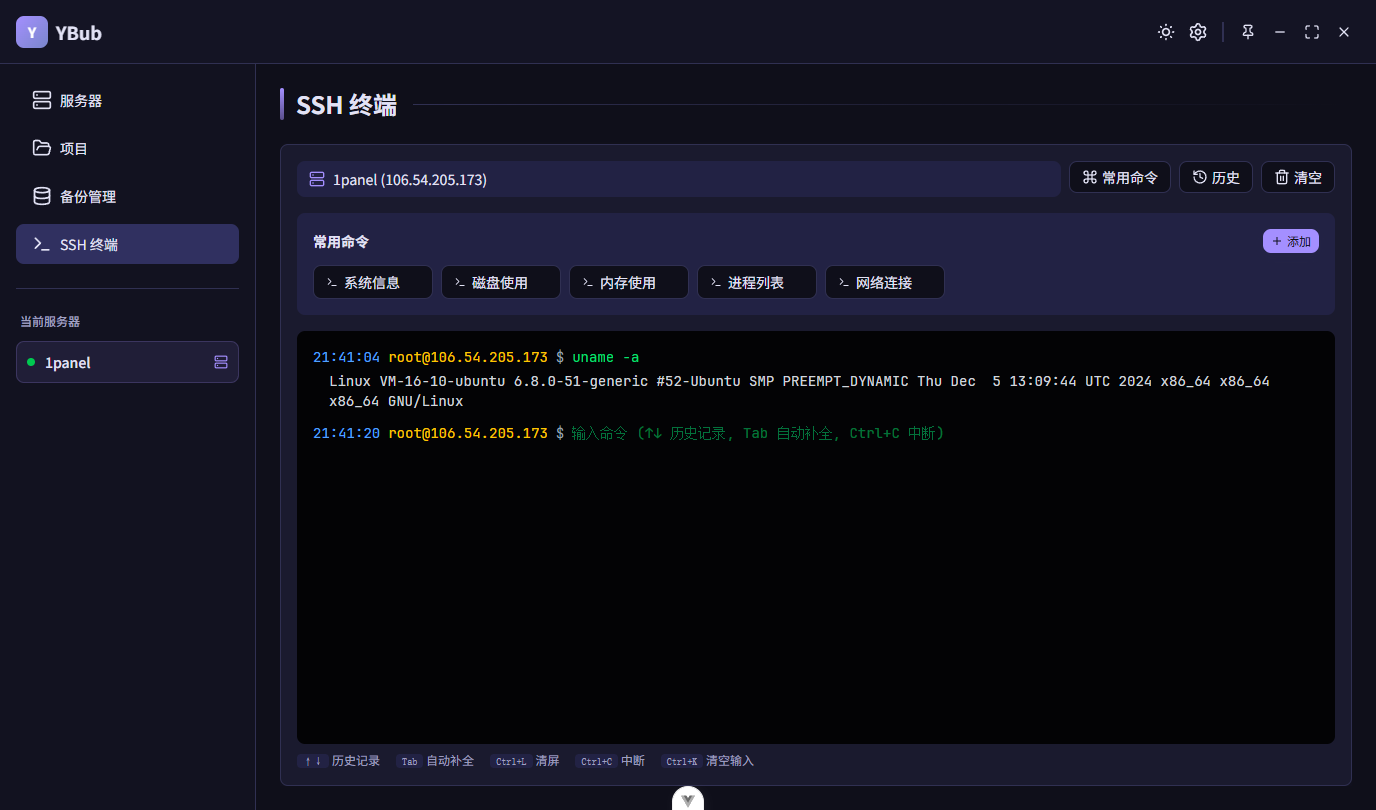 Y YBub
服务器
项目
备份管理
SSH 终端
当前服务器
1panel
SSH 终端
1panel (106.54.205.173)
常用命令
历史
清空
常用命令
添加
系统信息
磁盘使用
内存使用
进程列表
网络连接
21:41:04 root@106.54.205.173 $ uname -a
Linux VM-16-10-ubuntu 6.8.0-51-generic #52-Ubuntu SMP PREEMPT_DYNAMIC Thu Dec  5 13:09:44 UTC 2024 x86_64 x86_64
x86_64 GNU/Linux
21:41:20 root@106.54.205.173 $ 输入命令 (↑↓ 历史记录, Tab 自动补全, Ctrl+C 中断)
↑↓ 历史记录 Tab 自动补全 Ctrl+L 清屏 Ctrl+C 中断 Ctrl+K 清空输入